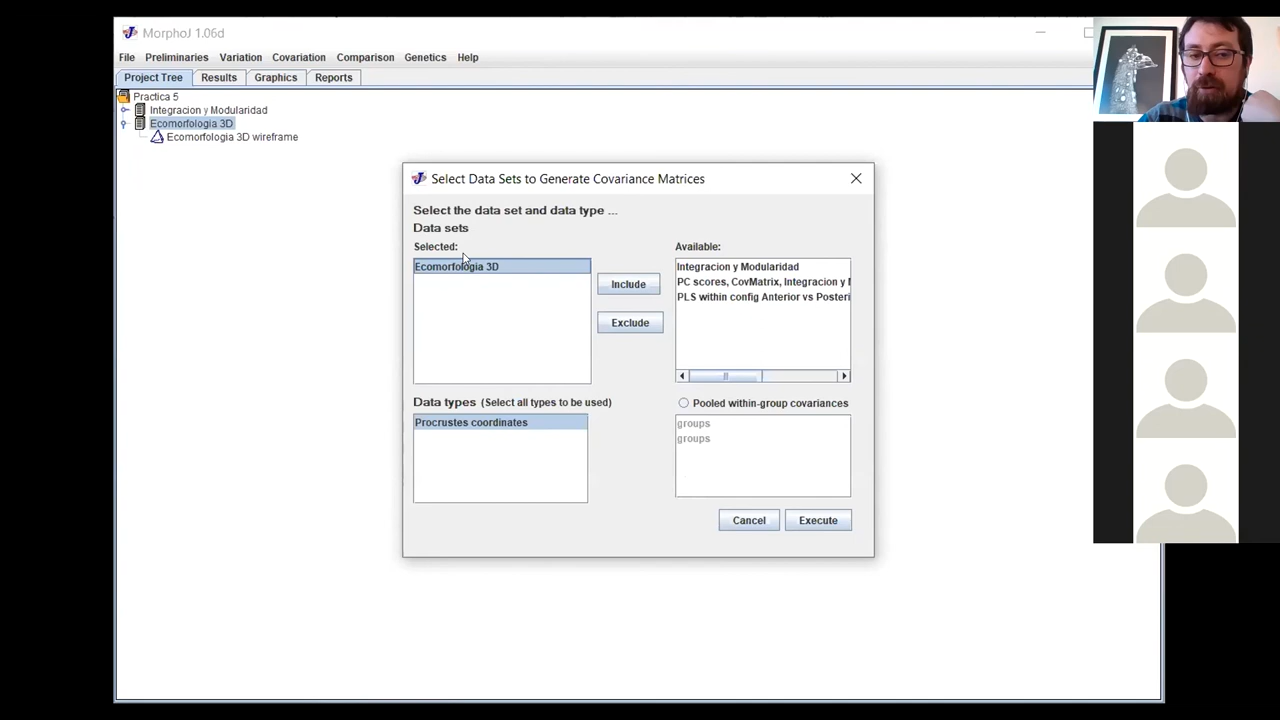 MorphoJ 1.06d
File Preliminaries Variation Covariation Comparison Genetics Help
Project Tree Results Graphics Reports
Practica 5
Integracion y Modularidad
Ecomorfologia 3D
Ecomorfologia 3D wireframe
Select Data Sets to Generate Covariance Matrices
Select the data set and data type ...
Data sets
Selected: Available:
Ecomorfologia 3D
Include
Exclude
Integracion y Modularidad
PC scores, CovMatrix, Integracion y M
PLS within config Anterior vs Posteri
Data types (Select all types to be used)
Procrustes coordinates
Pooled within-group covariances
groups
groups
Cancel Execute